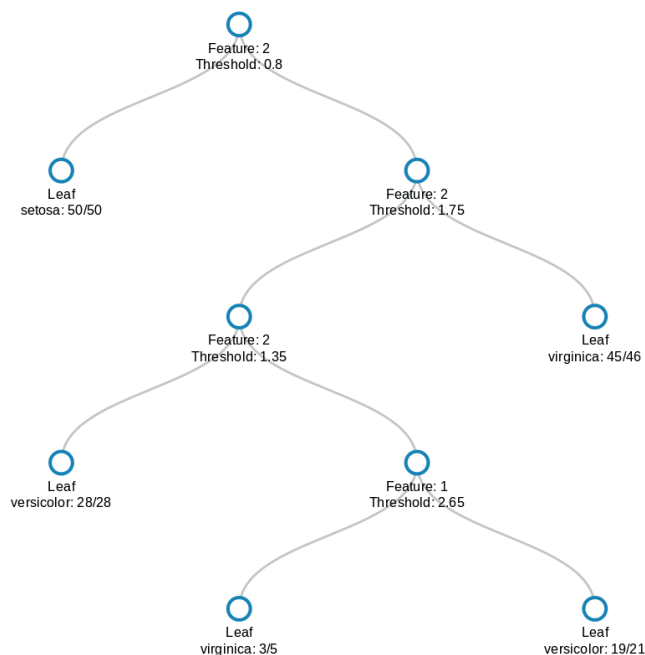 Feature: 2
Threshold: 0.8
Leaf
setosa: 50/50
Feature: 2
Threshold: 1.75
Feature: 2
Threshold: 1.35
Leaf
virginica: 45/46
Leaf
versicolor: 28/28
Feature: 1
Threshold: 2.65
Leaf
virginica: 3/5
Leaf
versicolor: 19/21